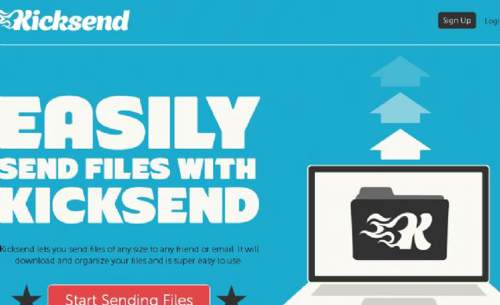 Kicksend
Sign Up Logi
EASILY
SEND FILES WITH
KICKSEND
Kicksend lets you send files of any size to any friend or email. It will
download and organize your files and is super easy to use
Start Sending Files
K